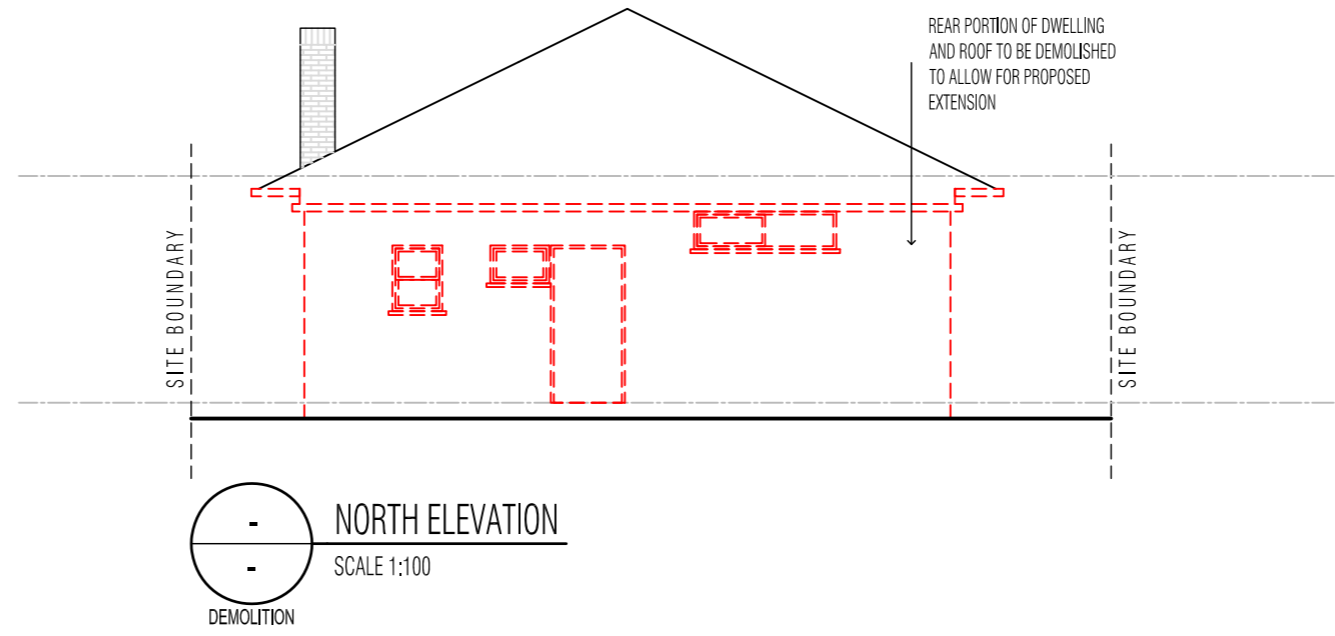 REAR PORTION OF DWELLING
AND ROOF TO BE DEMOLISHED
TO ALLOW FOR PROPOSED
EXTENSION
SITE BOUNDARY
SITE BOUNDARY
-
-
NORTH ELEVATION
SCALE 1:100
DEMOLITION